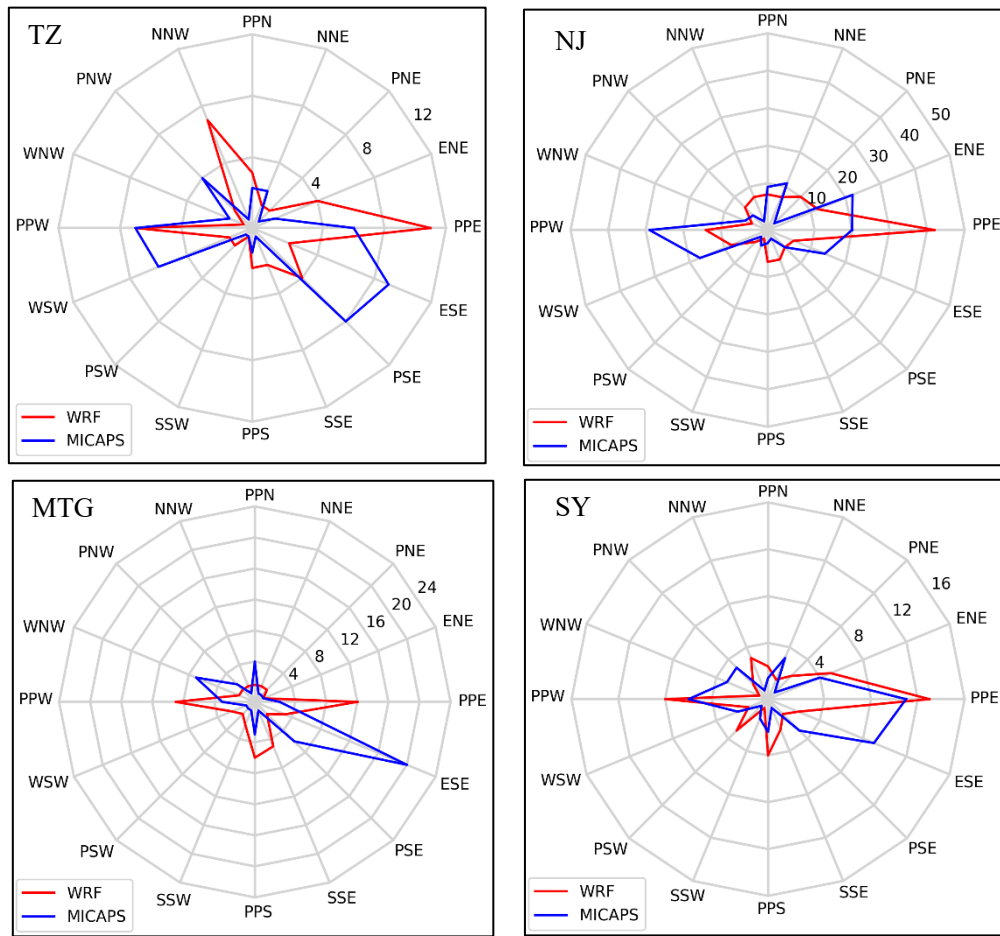 TZ
PPN
NNW
NNE
PNW
PNE
12
WNW
8
ENE
4
PPW
PPE
WSW
ESE
PSW
PSE
SSW
SSE
PPS
WRF
MICAPS
NJ
PPN
NNW
NNE
PNW
PNE
50
40
WNW
30
ENE
20
10
PPW
PPE
WSW
ESE
PSW
PSE
SSW
SSE
PPS
WRF
MICAPS
MTG
PPN
NNW
NNE
PNW
PNE
24
20
WNW
16
ENE
12
8
4
PPW
PPE
WSW
ESE
PSW
PSE
SSW
SSE
PPS
WRF
MICAPS
SY
PPN
NNW
NNE
PNW
PNE
16
12
WNW
ENE
8
4
PPW
PPE
WSW
ESE
PSW
PSE
SSW
SSE
PPS
WRF
MICAPS